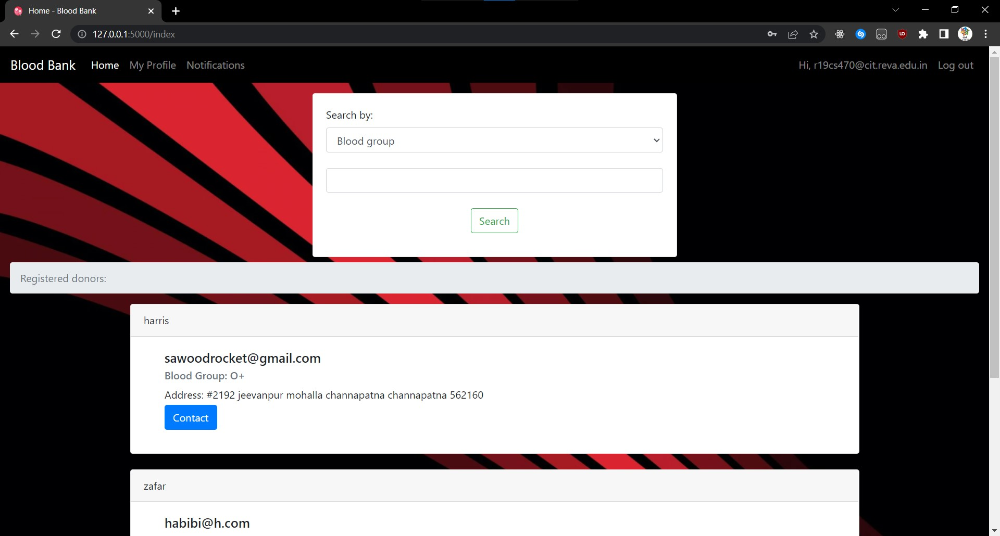 Home - Blood Bank
127.0.0.1:5000/index
Blood Bank Home My Profile Notifications Hi, r19cs470@cit.reva.edu.in Log out
Search by:
Blood group
Search
Registered donors:
harris
sawoodrocket@gmail.com
Blood Group: O+
Address: #2192 jeevanpur mohalla channapatna channapatna 562160
Contact
zafar
habibi@h.com